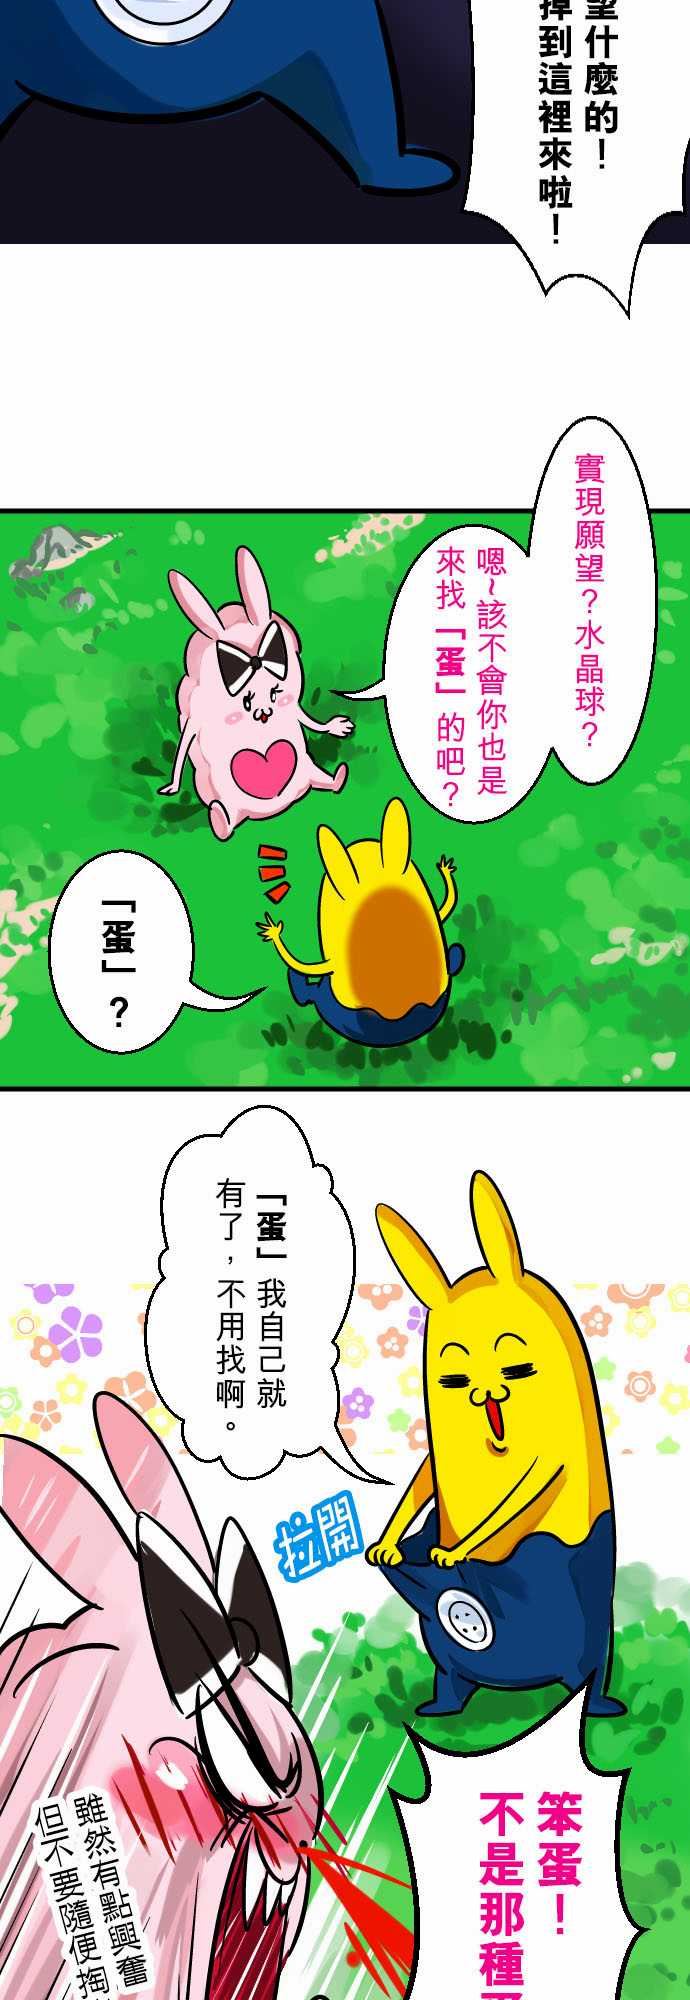 望什麼的！
掉到這裡來啦！
實現願望？水晶球？
嗯~該不會你也是
來找「蛋」的吧？
「蛋」？
「蛋」我自己就
有了，不用找啊。
拉開
笨蛋！
不是那種
雖然有點興奮
但不要隨便掏